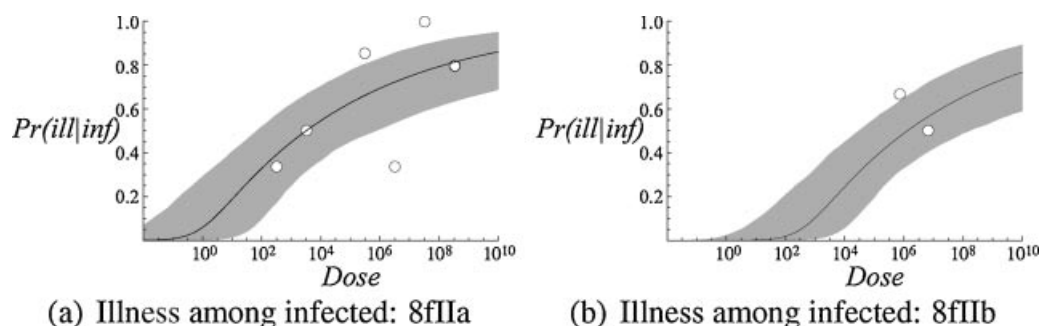 1.0 1.0
0.8 0.8
Pr(ill|inf) 0.6 Pr(ill|inf) 0.6
0.4 0.4
0.2 0.2
10^0 10^2 10^4 10^6 10^8 10^10 10^0 10^2 10^4 10^6 10^8 10^10
Dose Dose
(a) Illness among infected: 8fIIa (b) Illness among infected: 8fIIb